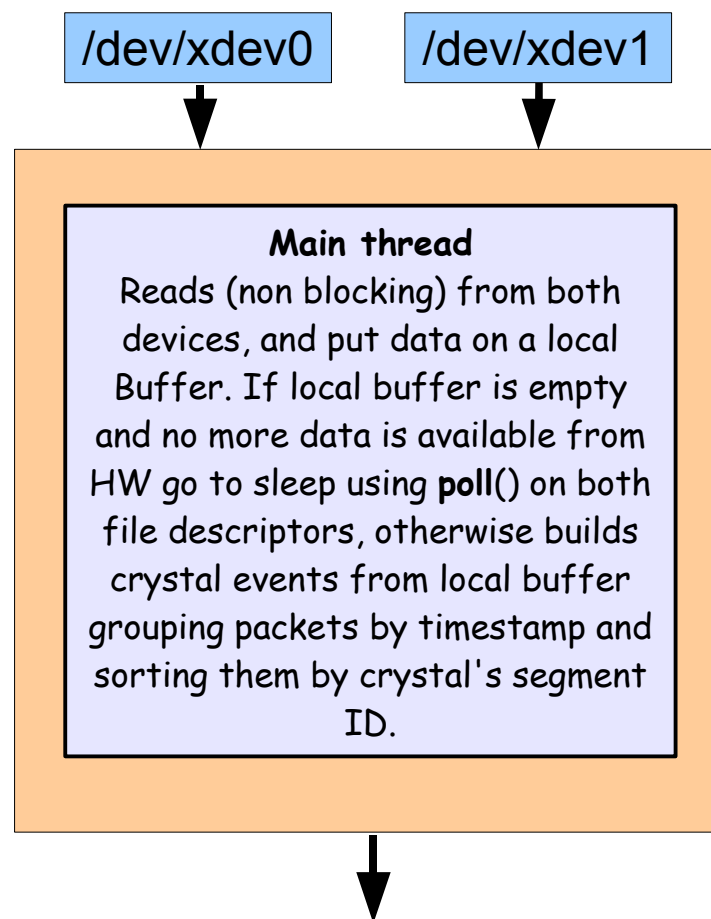 /dev/xdev0
/dev/xdev1
Main thread
Reads (non blocking) from both
devices, and put data on a local
Buffer. If local buffer is empty
and no more data is available from
HW go to sleep using poll() on both
file descriptors, otherwise builds
crystal events from local buffer
grouping packets by timestamp and
sorting them by crystal's segment
ID.